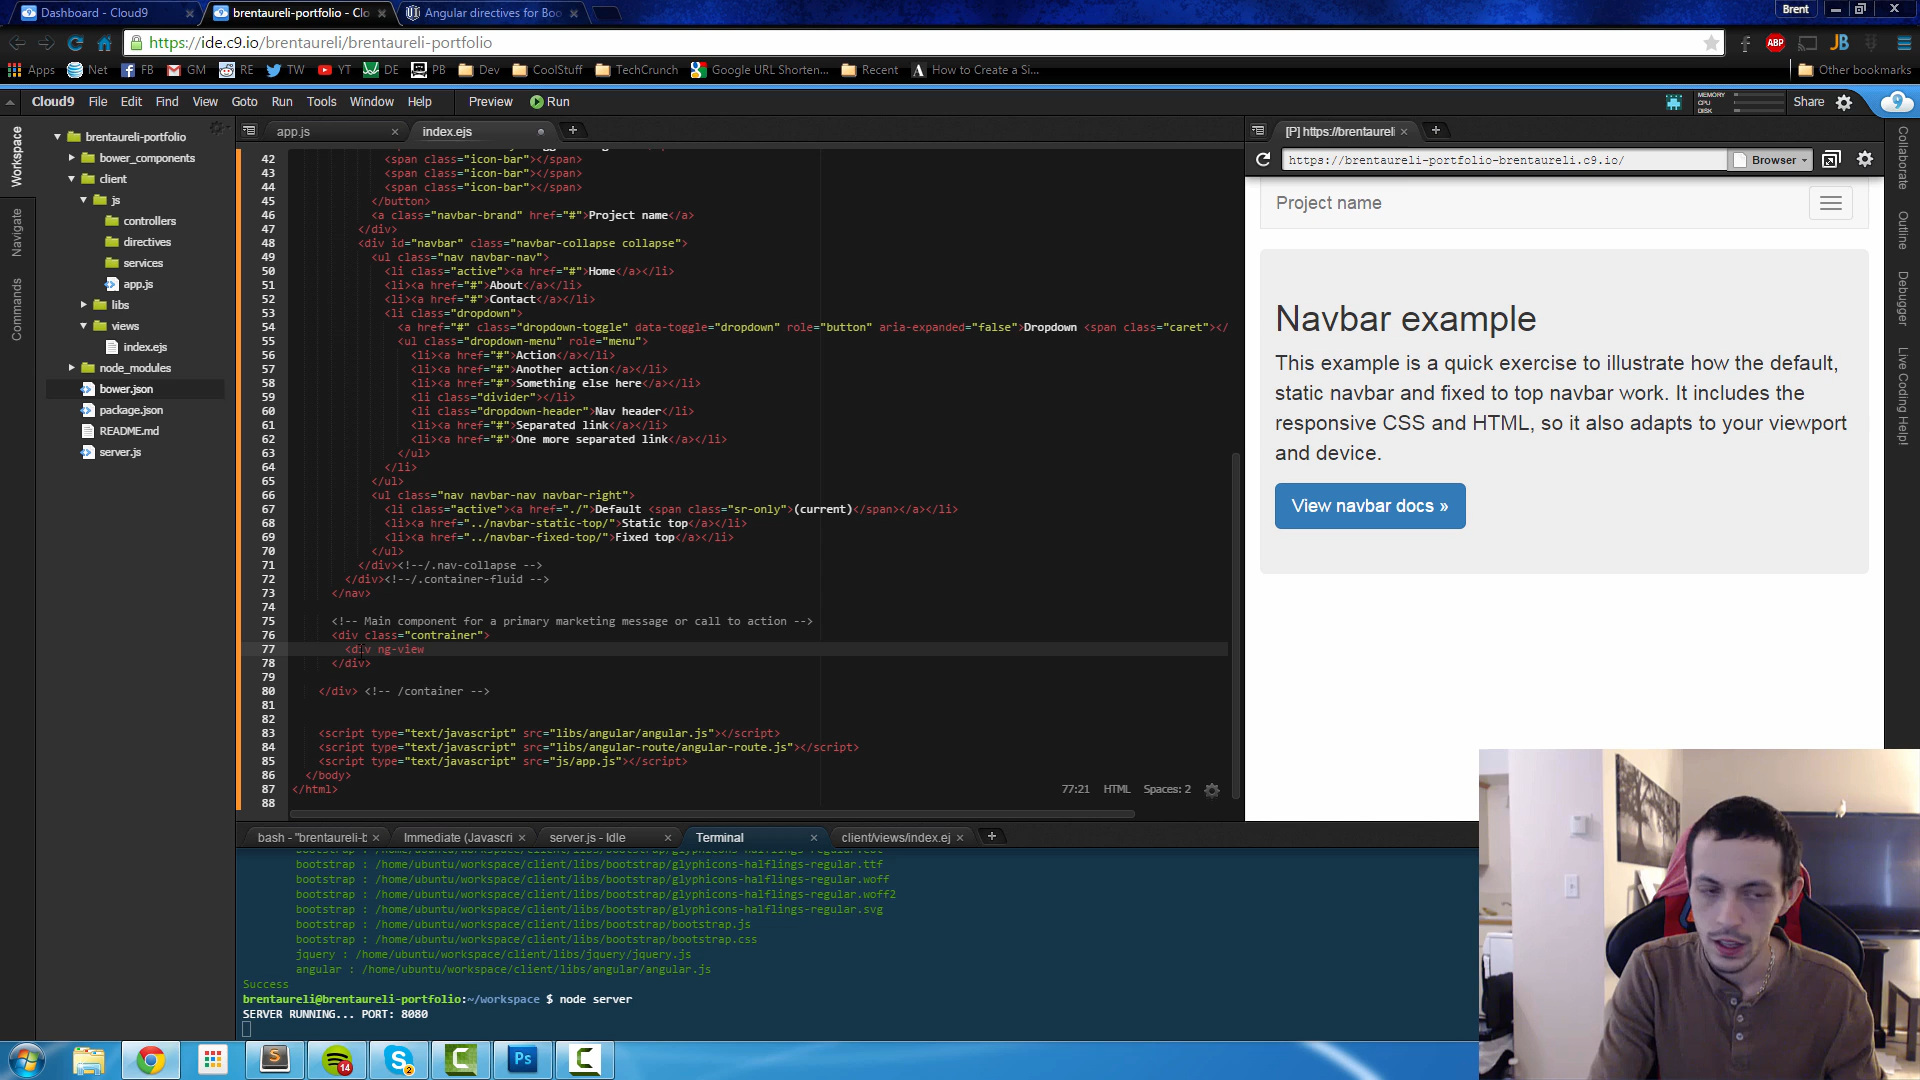 Dashboard - Cloud9
brentaureli-portfolio - Clo
Angular directives for Boo
Brent
https://ide.c9.io/brentaureli/brentaureli-portfolio
ABP
JB
Apps
Net
FB
GM
RE
TW
YT
DE
PB
Dev
CoolStuff
TechCrunch
Google URL Shorten...
Recent
How to Create a Si...
Other bookmarks
Cloud9 File Edit Find View Goto Run Tools Window Help Preview Run
MEMORY
CPU
DISK
Share
Workspace
Navigate
Commands
brentaureli-portfolio
bower_components
client
js
controllers
directives
services
app.js
libs
views
index.ejs
node_modules
bower.json
package.json
README.md
server.js
app.js
index.ejs
42 <span class="icon-bar"></span>
43 <span class="icon-bar"></span>
44 <span class="icon-bar"></span>
45 </button>
46 <a class="navbar-brand" href="#">Project name</a>
47 </div>
48 <div id="navbar" class="navbar-collapse collapse">
49 <ul class="nav navbar-nav">
50 <li class="active"><a href="#">Home</a></li>
51 <li><a href="#">About</a></li>
52 <li><a href="#">Contact</a></li>
53 <li class="dropdown">
54 <a href="#" class="dropdown-toggle" data-toggle="dropdown" role="button" aria-expanded="false">Dropdown <span class="caret"></
55 <ul class="dropdown-menu" role="menu">
56 <li><a href="#">Action</a></li>
57 <li><a href="#">Another action</a></li>
58 <li><a href="#">Something else here</a></li>
59 <li class="divider"></li>
60 <li class="dropdown-header">Nav header</li>
61 <li><a href="#">Separated link</a></li>
62 <li><a href="#">One more separated link</a></li>
63 </ul>
64 </li>
65 </ul>
66 <ul class="nav navbar-nav navbar-right">
67 <li class="active"><a href="./">Default <span class="sr-only">(current)</span></a></li>
68 <li><a href="../navbar-static-top/">Static top</a></li>
69 <li><a href="../navbar-fixed-top/">Fixed top</a></li>
70 </ul>
71 </div><!--/.nav-collapse -->
72 </div><!--/.container-fluid -->
73 </nav>
74
75 <!-- Main component for a primary marketing message or call to action -->
76 <div class="contrainer">
77 <div ng-view
78 </div>
79
80 </div> <!-- /container -->
81
82
83 <script type="text/javascript" src="libs/angular/angular.js"></script>
84 <script type="text/javascript" src="libs/angular-route/angular-route.js"></script>
85 <script type="text/javascript" src="js/app.js"></script>
86 </body>
87 </html>
88
77:21 HTML Spaces: 2
[P] https://brentaureli
https://brentaureli-portfolio-brentaureli.c9.io/
Browser
Project name
Navbar example
This example is a quick exercise to illustrate how the default,
static navbar and fixed to top navbar work. It includes the
responsive CSS and HTML, so it also adapts to your viewport
and device.
View navbar docs »
Collaborate
Outline
Debugger
Live Coding Help!
bash - "brentaureli-b
Immediate (Javascri
server.js - Idle
Terminal
client/views/index.ej
bootstrap : /home/ubuntu/workspace/client/libs/bootstrap/glyphicons-halflings-regular.ttf
bootstrap : /home/ubuntu/workspace/client/libs/bootstrap/glyphicons-halflings-regular.woff
bootstrap : /home/ubuntu/workspace/client/libs/bootstrap/glyphicons-halflings-regular.woff2
bootstrap : /home/ubuntu/workspace/client/libs/bootstrap/glyphicons-halflings-regular.svg
bootstrap : /home/ubuntu/workspace/client/libs/bootstrap/bootstrap.js
bootstrap : /home/ubuntu/workspace/client/libs/bootstrap/bootstrap.css
jquery : /home/ubuntu/workspace/client/libs/jquery/jquery.js
angular : /home/ubuntu/workspace/client/libs/angular/angular.js
Success
brentaureli@brentaureli-portfolio:~/workspace $ node server
SERVER RUNNING... PORT: 8080
14
2
Ps